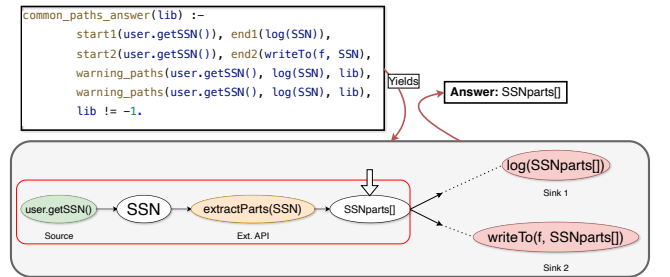 common_paths_answer(lib) :-
start1(user.getSSN()), end1(log(SSN)),
start2(user.getSSN()), end2(writeTo(f, SSN),
warning_paths(user.getSSN(), log(SSN), lib),
warning_paths(user.getSSN(), log(SSN), lib),
lib != -1.
Yields
Answer: SSNparts[]
user.getSSN()
SSN
extractParts(SSN)
SSNparts[]
log(SSNparts[])
writeTo(f, SSNparts[])
Source
Ext. API
Sink 1
Sink 2